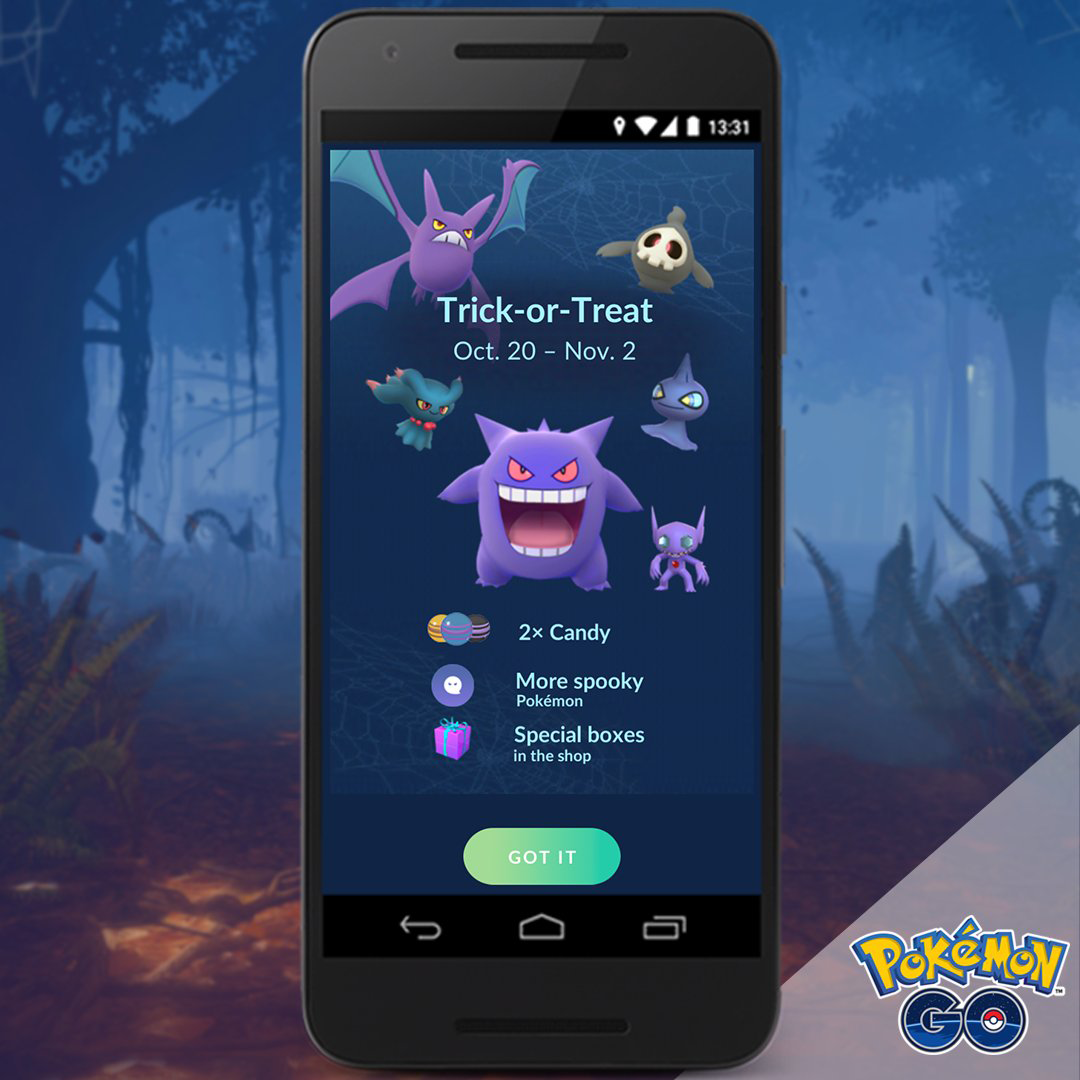 13:31
Trick-or-Treat
Oct. 20 – Nov. 2
2× Candy
More spooky
Pokémon
Special boxes
in the shop
GOT IT
POKéMON
TM
GO